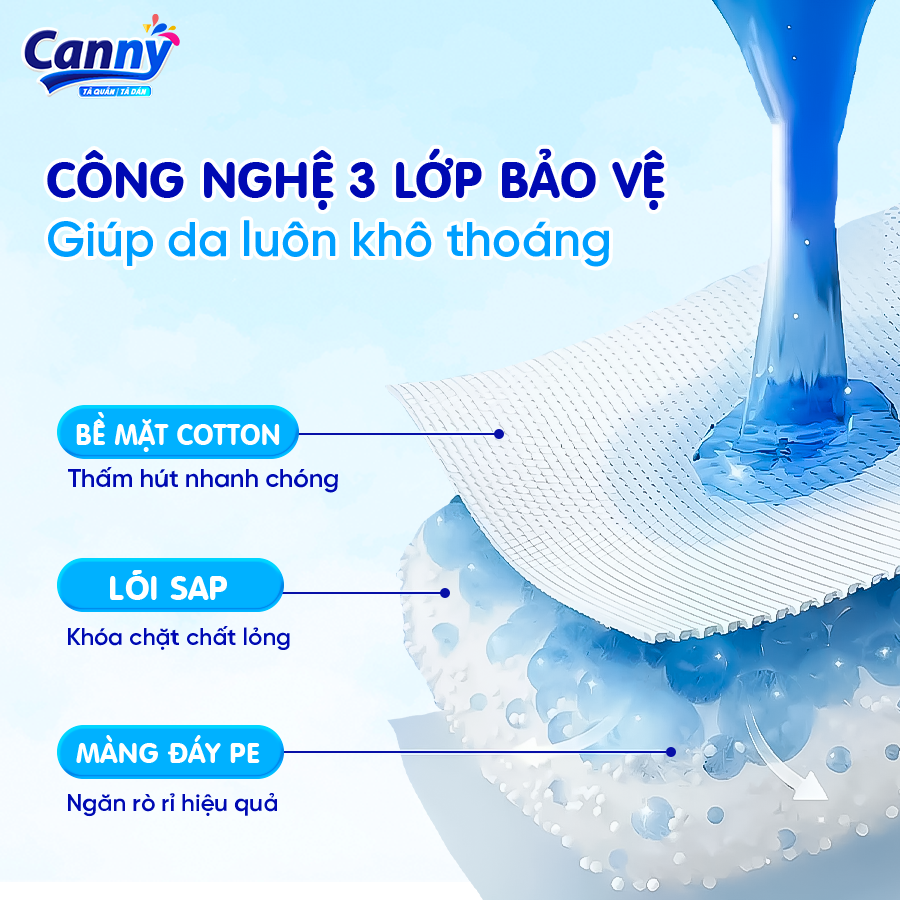 Canny
TÃ QUẦN / TÃ DÁN
CÔNG NGHỆ 3 LỚP BẢO VỆ
Giúp da luôn khô thoáng
BỀ MẶT COTTON
Thấm hút nhanh chóng
LÕI SAP
Khóa chặt chất lỏng
MÀNG ĐÁY PE
Ngăn rò rỉ hiệu quả